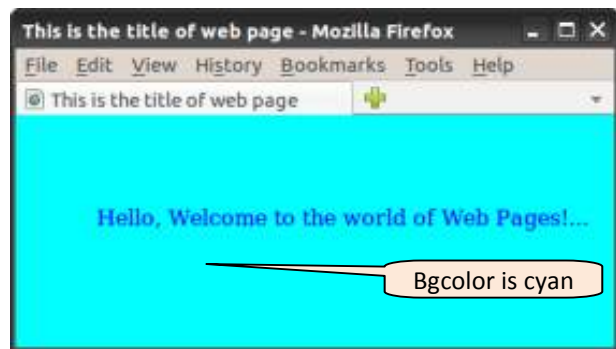 This is the title of web page - Mozilla Firefox
File Edit View History Bookmarks Tools Help
This is the title of web page
Hello, Welcome to the world of Web Pages!...
Bgcolor is cyan